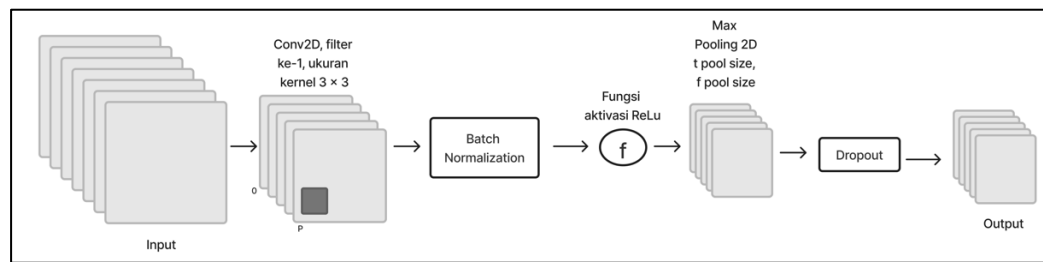 Conv2D, filter
ke-1, ukuran
kernel 3 × 3
Max
Pooling 2D
t pool size,
f pool size
Fungsi
aktivasi ReLu
Batch
Normalization
f
Dropout
0
P
Input
Output